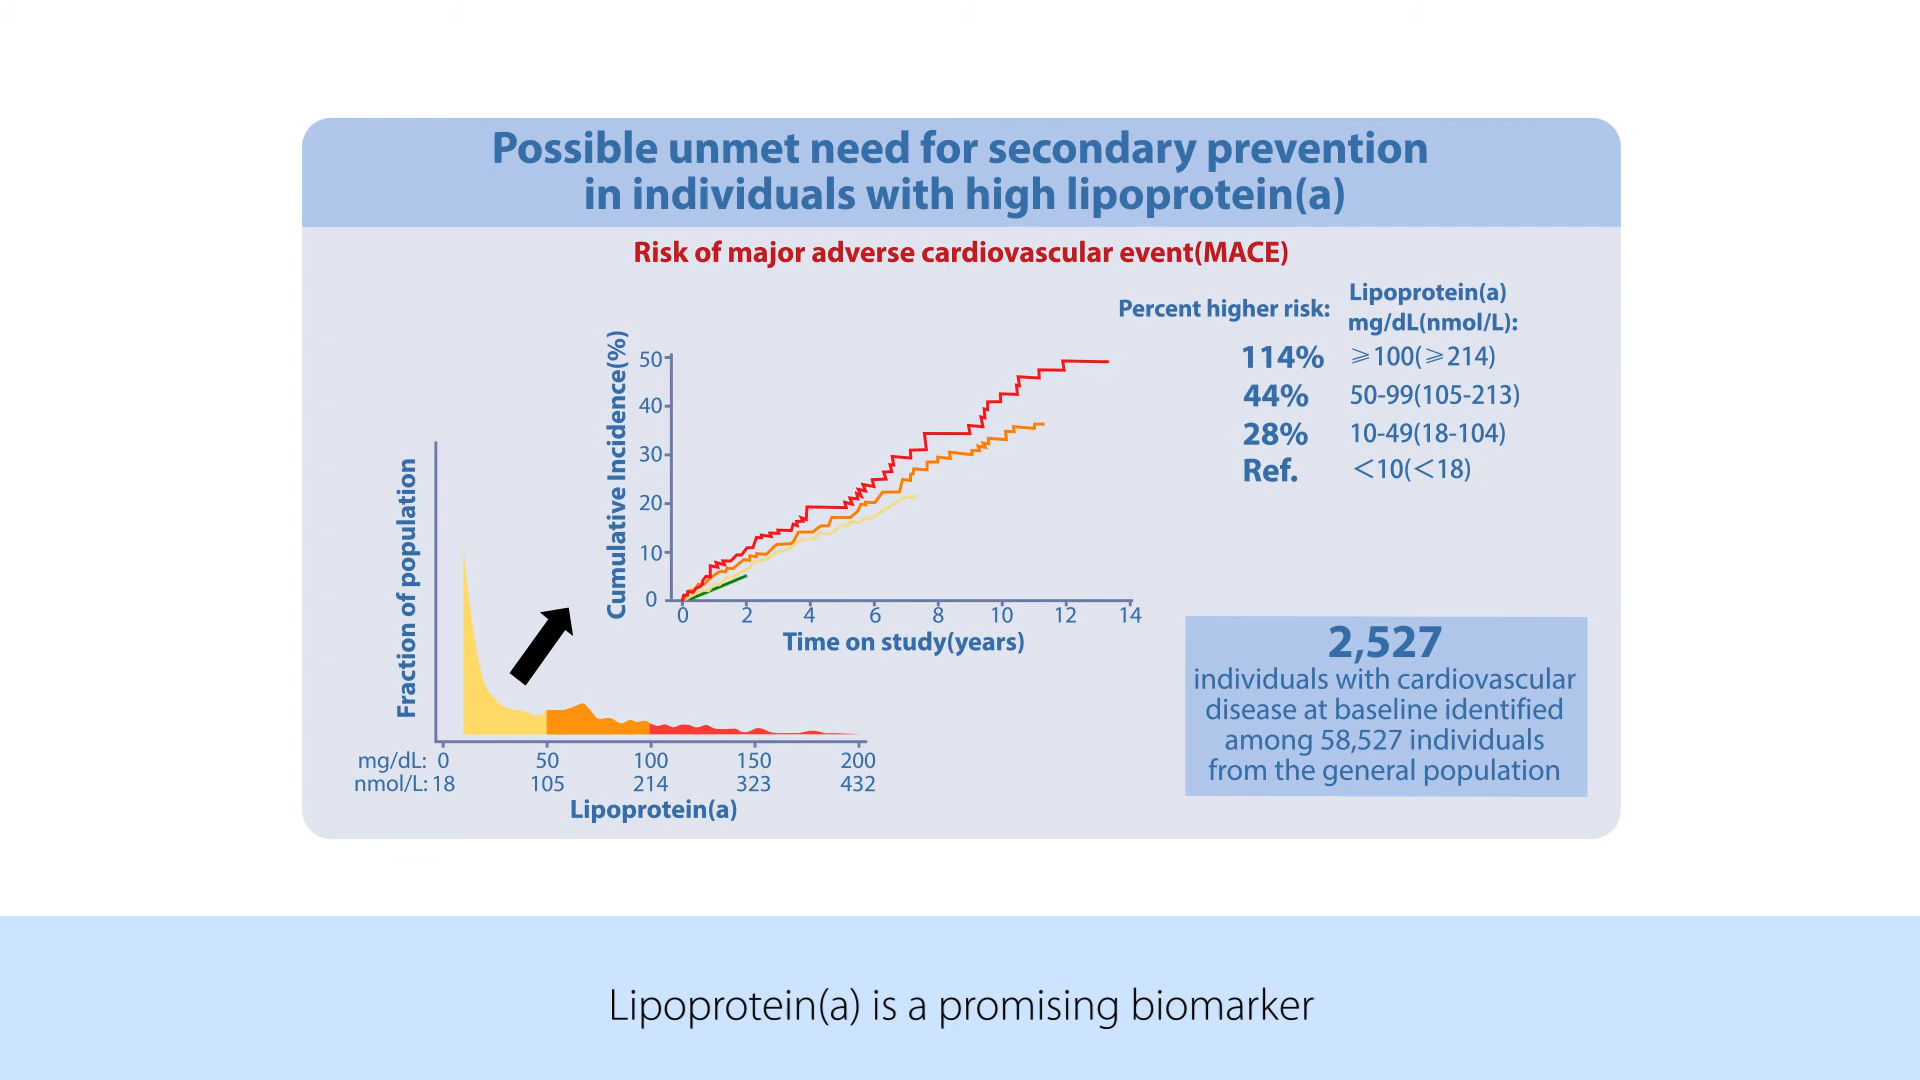 Possible unmet need for secondary prevention
in individuals with high lipoprotein(a)
Risk of major adverse cardiovascular event(MACE)
Percent higher risk:
Lipoprotein(a)
mg/dL(nmol/L):
114% ⩾100(⩾214)
44% 50-99(105-213)
28% 10-49(18-104)
Ref. <10(<18)
Cumulative Incidence(%)
50
40
30
20
10
0
0 2 4 6 8 10 12 14
Time on study(years)
Fraction of population
mg/dL: 0 50 100 150 200
nmol/L: 18 105 214 323 432
Lipoprotein(a)
2,527
individuals with cardiovascular
disease at baseline identified
among 58,527 individuals
from the general population
Lipoprotein(a) is a promising biomarker